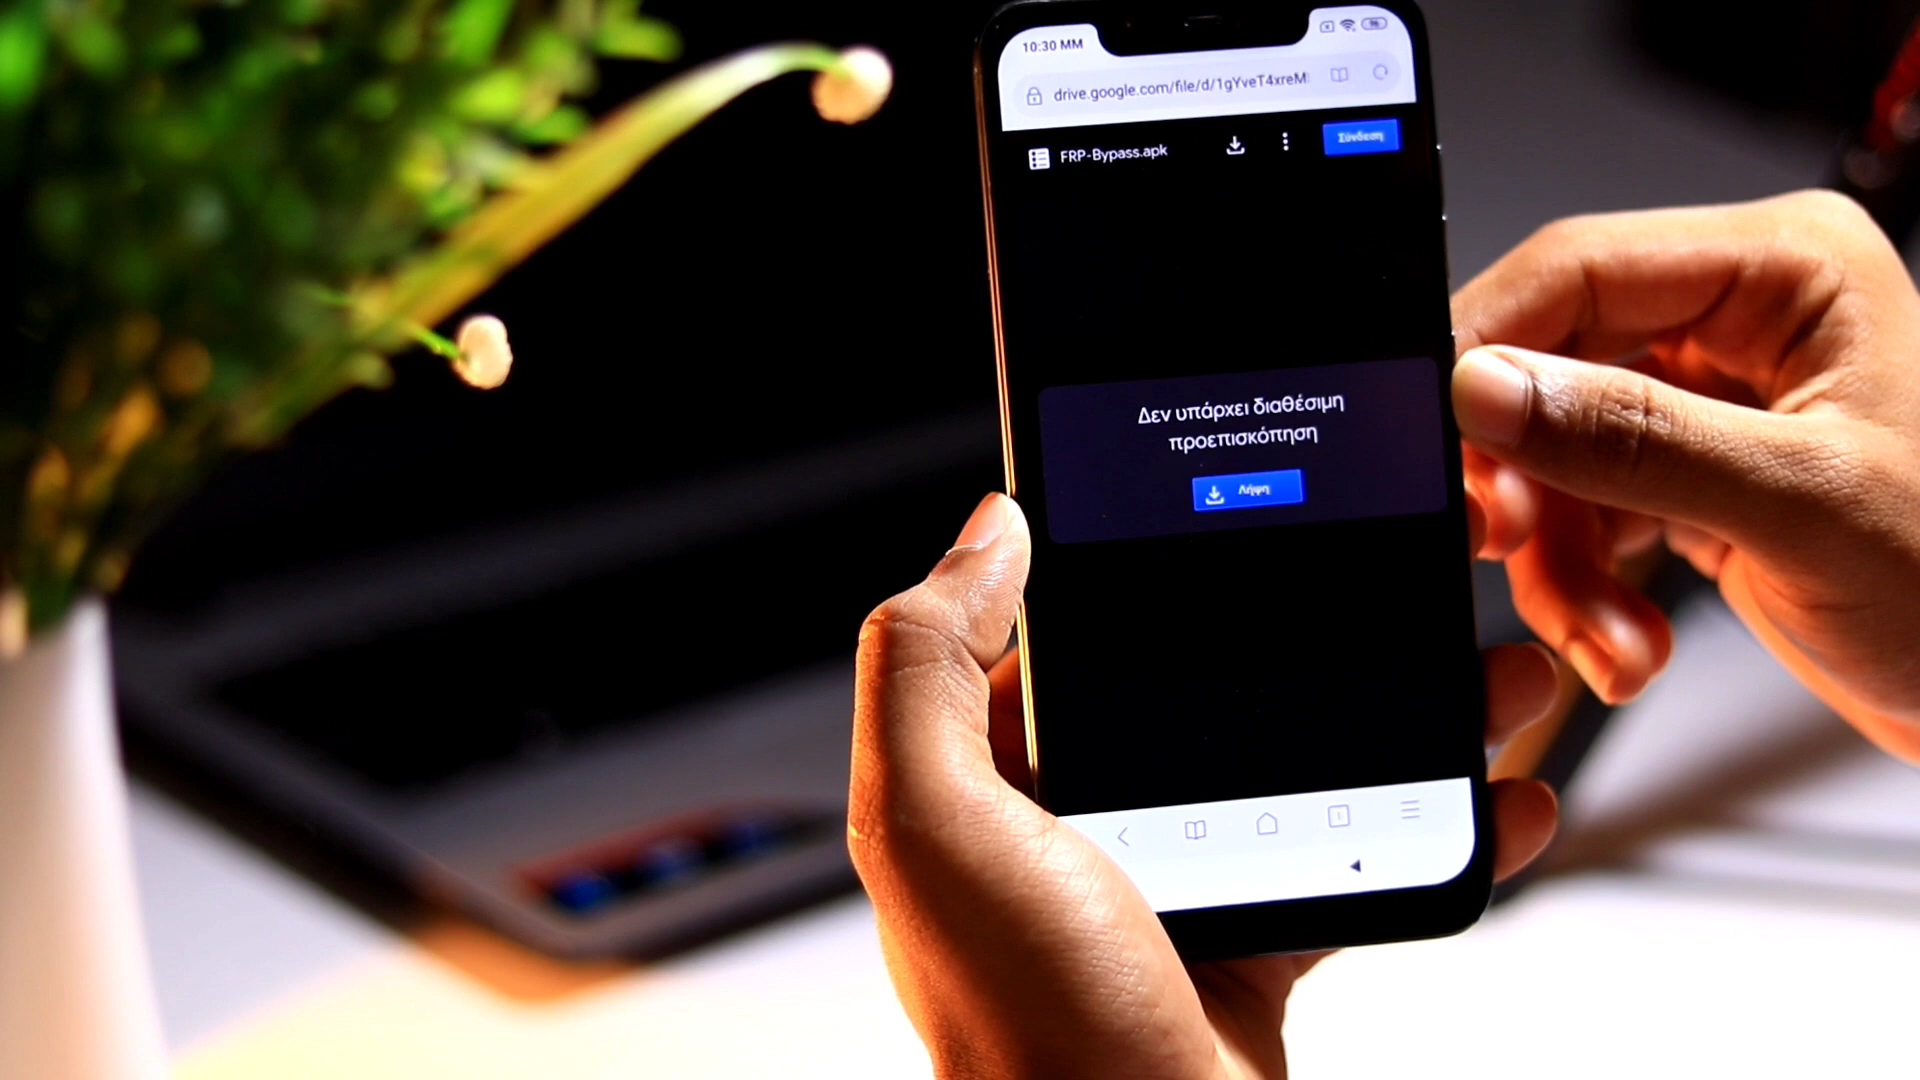 10:30 MM
drive.google.com/file/d/1gYveT4xreM
FRP-Bypass.apk
Σύνδεση
Δεν υπάρχει διαθέσιμη
προεπισκόπηση
Λήψη